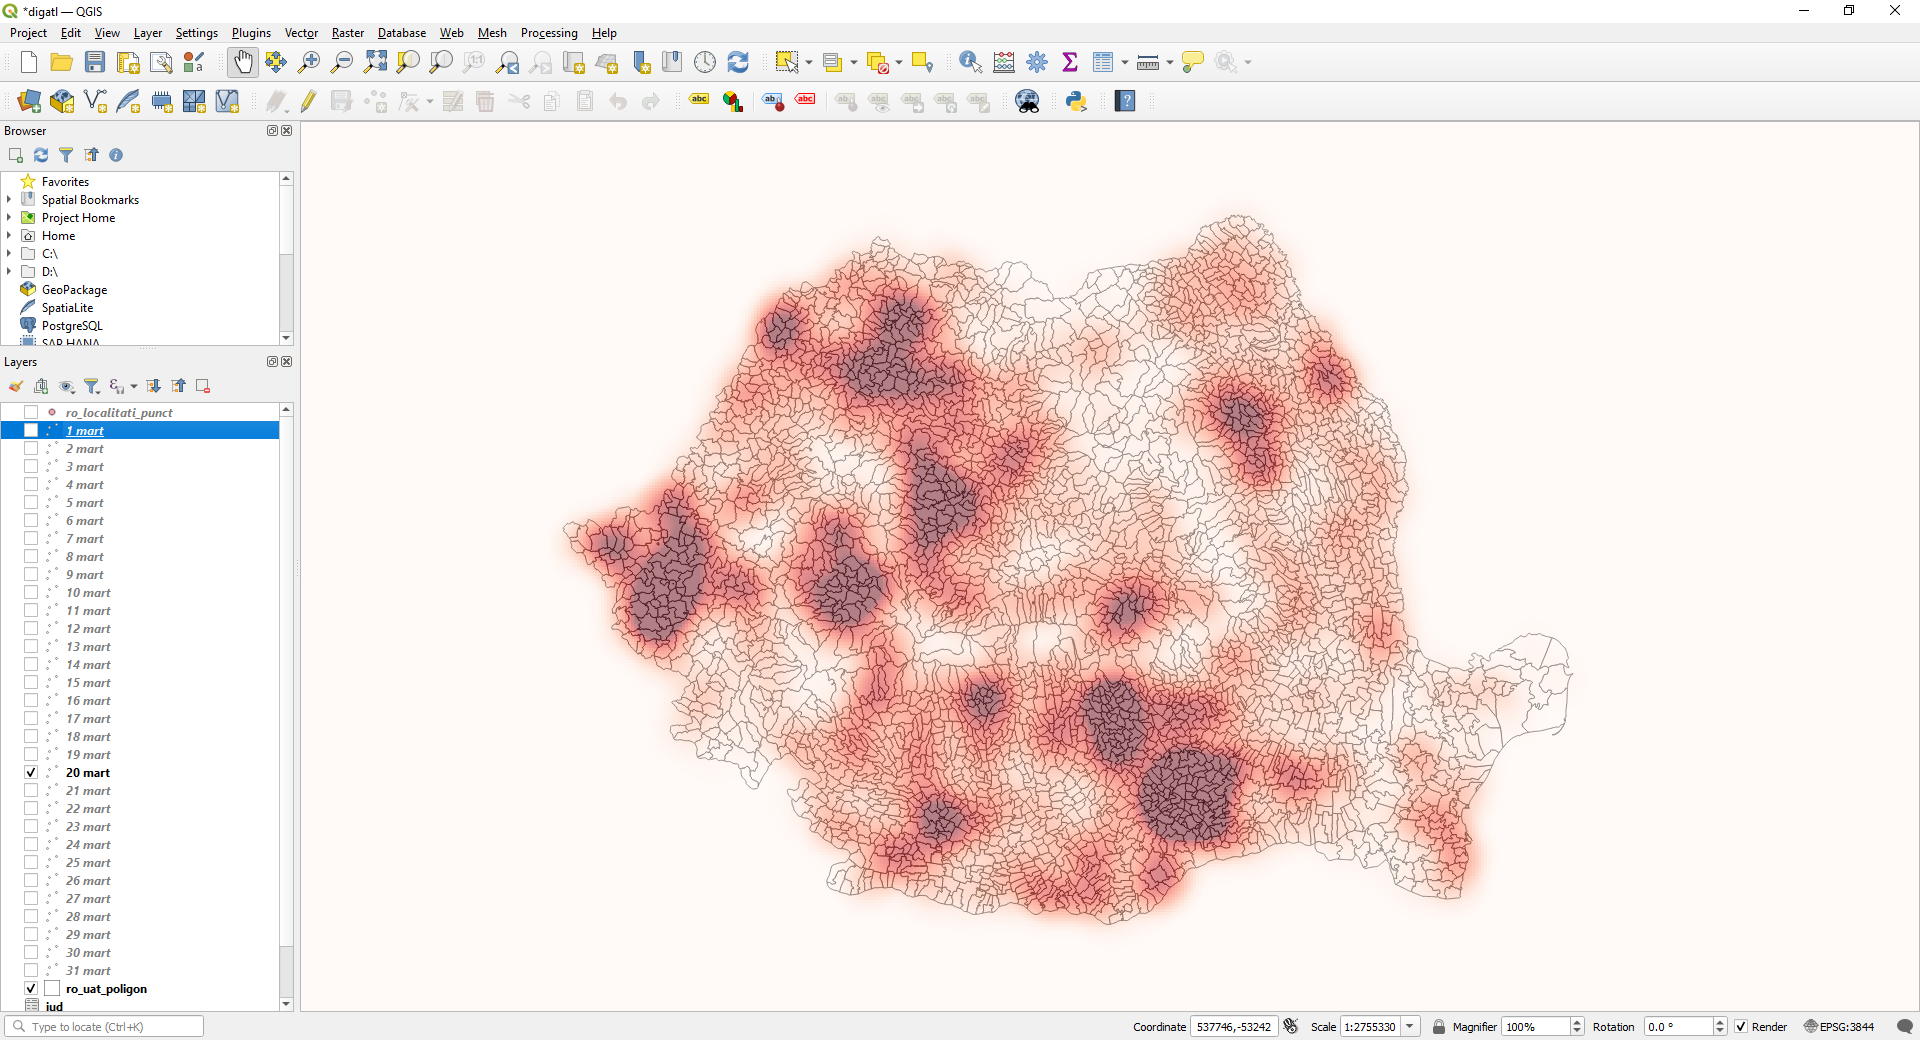 *digatl — QGIS
Project Edit View Layer Settings Plugins Vector Raster Database Web Mesh Processing Help
Browser
Favorites
Spatial Bookmarks
Project Home
Home
C:\
D:\
GeoPackage
SpatiaLite
PostgreSQL
SAP HANA
Layers
ro_localitati_punct
1 mart
2 mart
3 mart
4 mart
5 mart
6 mart
7 mart
8 mart
9 mart
10 mart
11 mart
12 mart
13 mart
14 mart
15 mart
16 mart
17 mart
18 mart
19 mart
20 mart
21 mart
22 mart
23 mart
24 mart
25 mart
26 mart
27 mart
28 mart
29 mart
30 mart
31 mart
ro_uat_poligon
iud
Type to locate (Ctrl+K) Coordinate 537746,-53242 Scale 1:2755330 Magnifier 100% Rotation 0.0 ° Render EPSG:3844